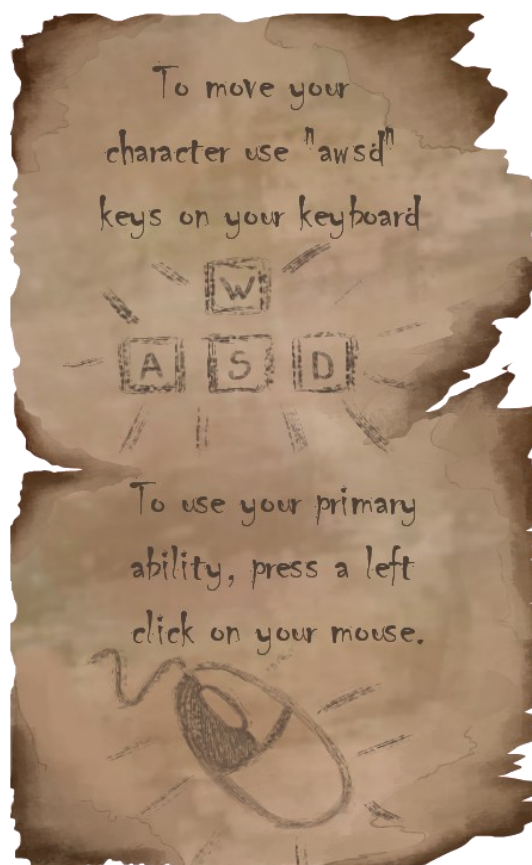 To move your
character use "awsd"
keys on your keyboard
W
A S D
To use your primary
ability, press a left
click on your mouse.